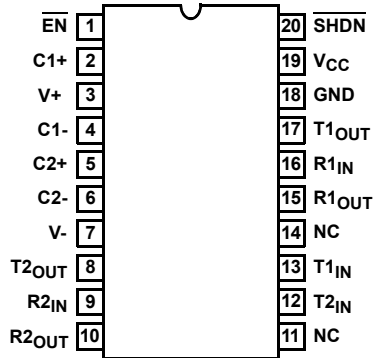 EN 1 20 SHDN
C1+ 2 19 VCC
V+ 3 18 GND
C1- 4 17 T1OUT
C2+ 5 16 R1IN
C2- 6 15 R1OUT
V- 7 14 NC
T2OUT 8 13 T1IN
R2IN 9 12 T2IN
R2OUT 10 11 NC